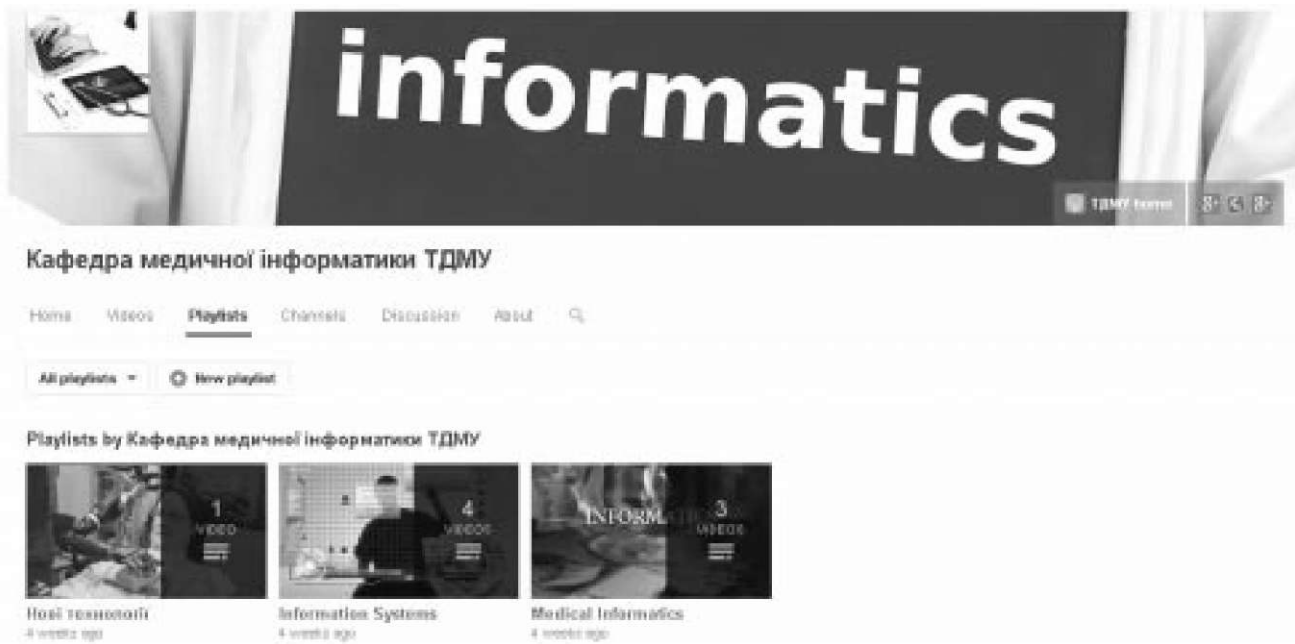 informatics
ТДМУ home
Кафедра медичної інформатики ТДМУ
Home Videos Playlists Channels Discussion About
All playlists New playlist
Playlists by Кафедра медичної інформатики ТДМУ
1 VIDEO 4 VIDEOS INFORM 3 VIDEOS
Нові технології Information Systems Medical Informatics
4 weeks ago 4 weeks ago 4 weeks ago